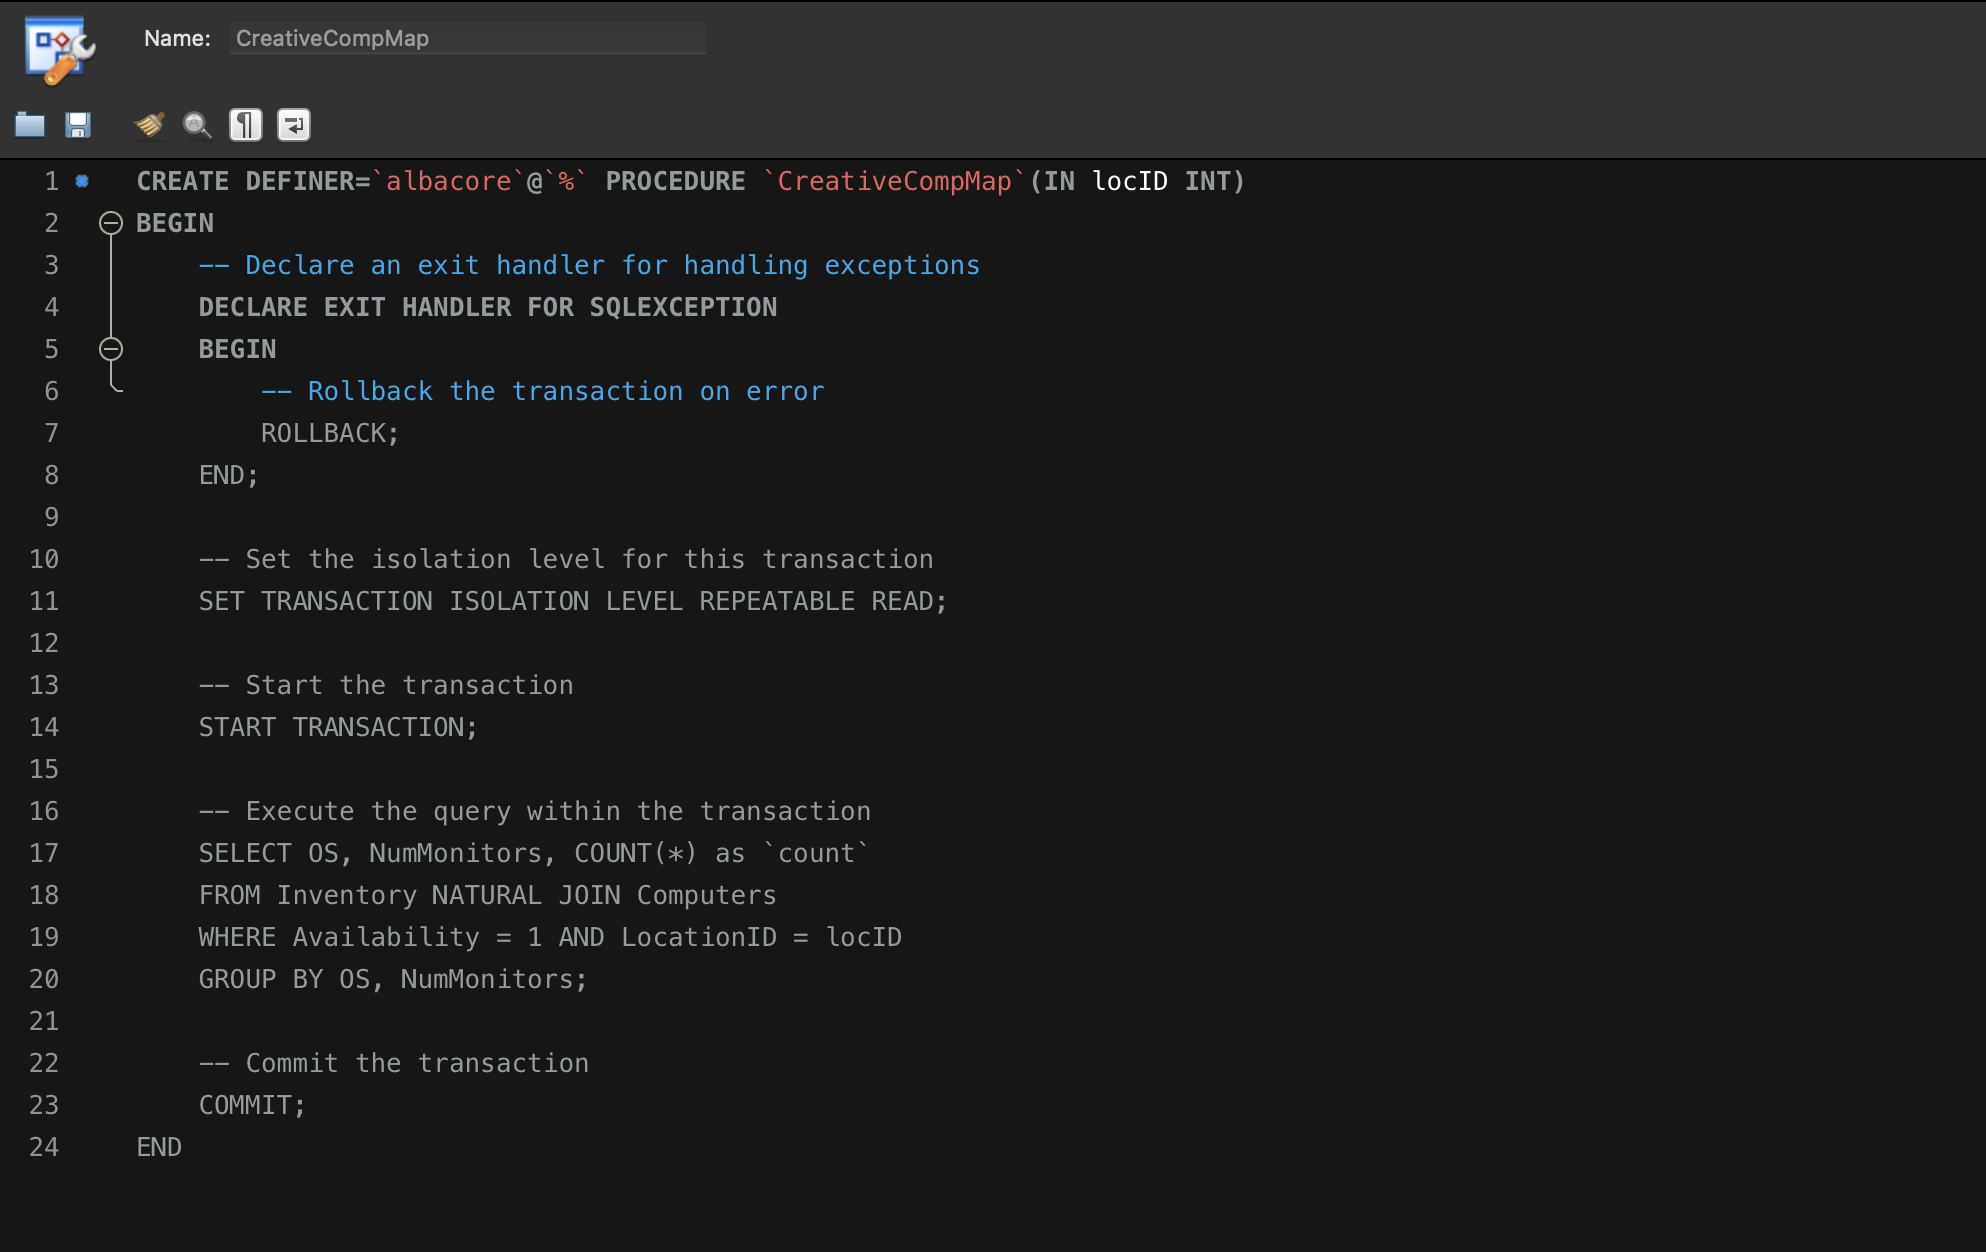 Name: CreativeCompMap
1 CREATE DEFINER=`albacore`@`%` PROCEDURE `CreativeCompMap`(IN locID INT)
2 BEGIN
3 -- Declare an exit handler for handling exceptions
4 DECLARE EXIT HANDLER FOR SQLEXCEPTION
5 BEGIN
6 -- Rollback the transaction on error
7 ROLLBACK;
8 END;
9
10 -- Set the isolation level for this transaction
11 SET TRANSACTION ISOLATION LEVEL REPEATABLE READ;
12
13 -- Start the transaction
14 START TRANSACTION;
15
16 -- Execute the query within the transaction
17 SELECT OS, NumMonitors, COUNT(*) as `count`
18 FROM Inventory NATURAL JOIN Computers
19 WHERE Availability = 1 AND LocationID = locID
20 GROUP BY OS, NumMonitors;
21
22 -- Commit the transaction
23 COMMIT;
24 END